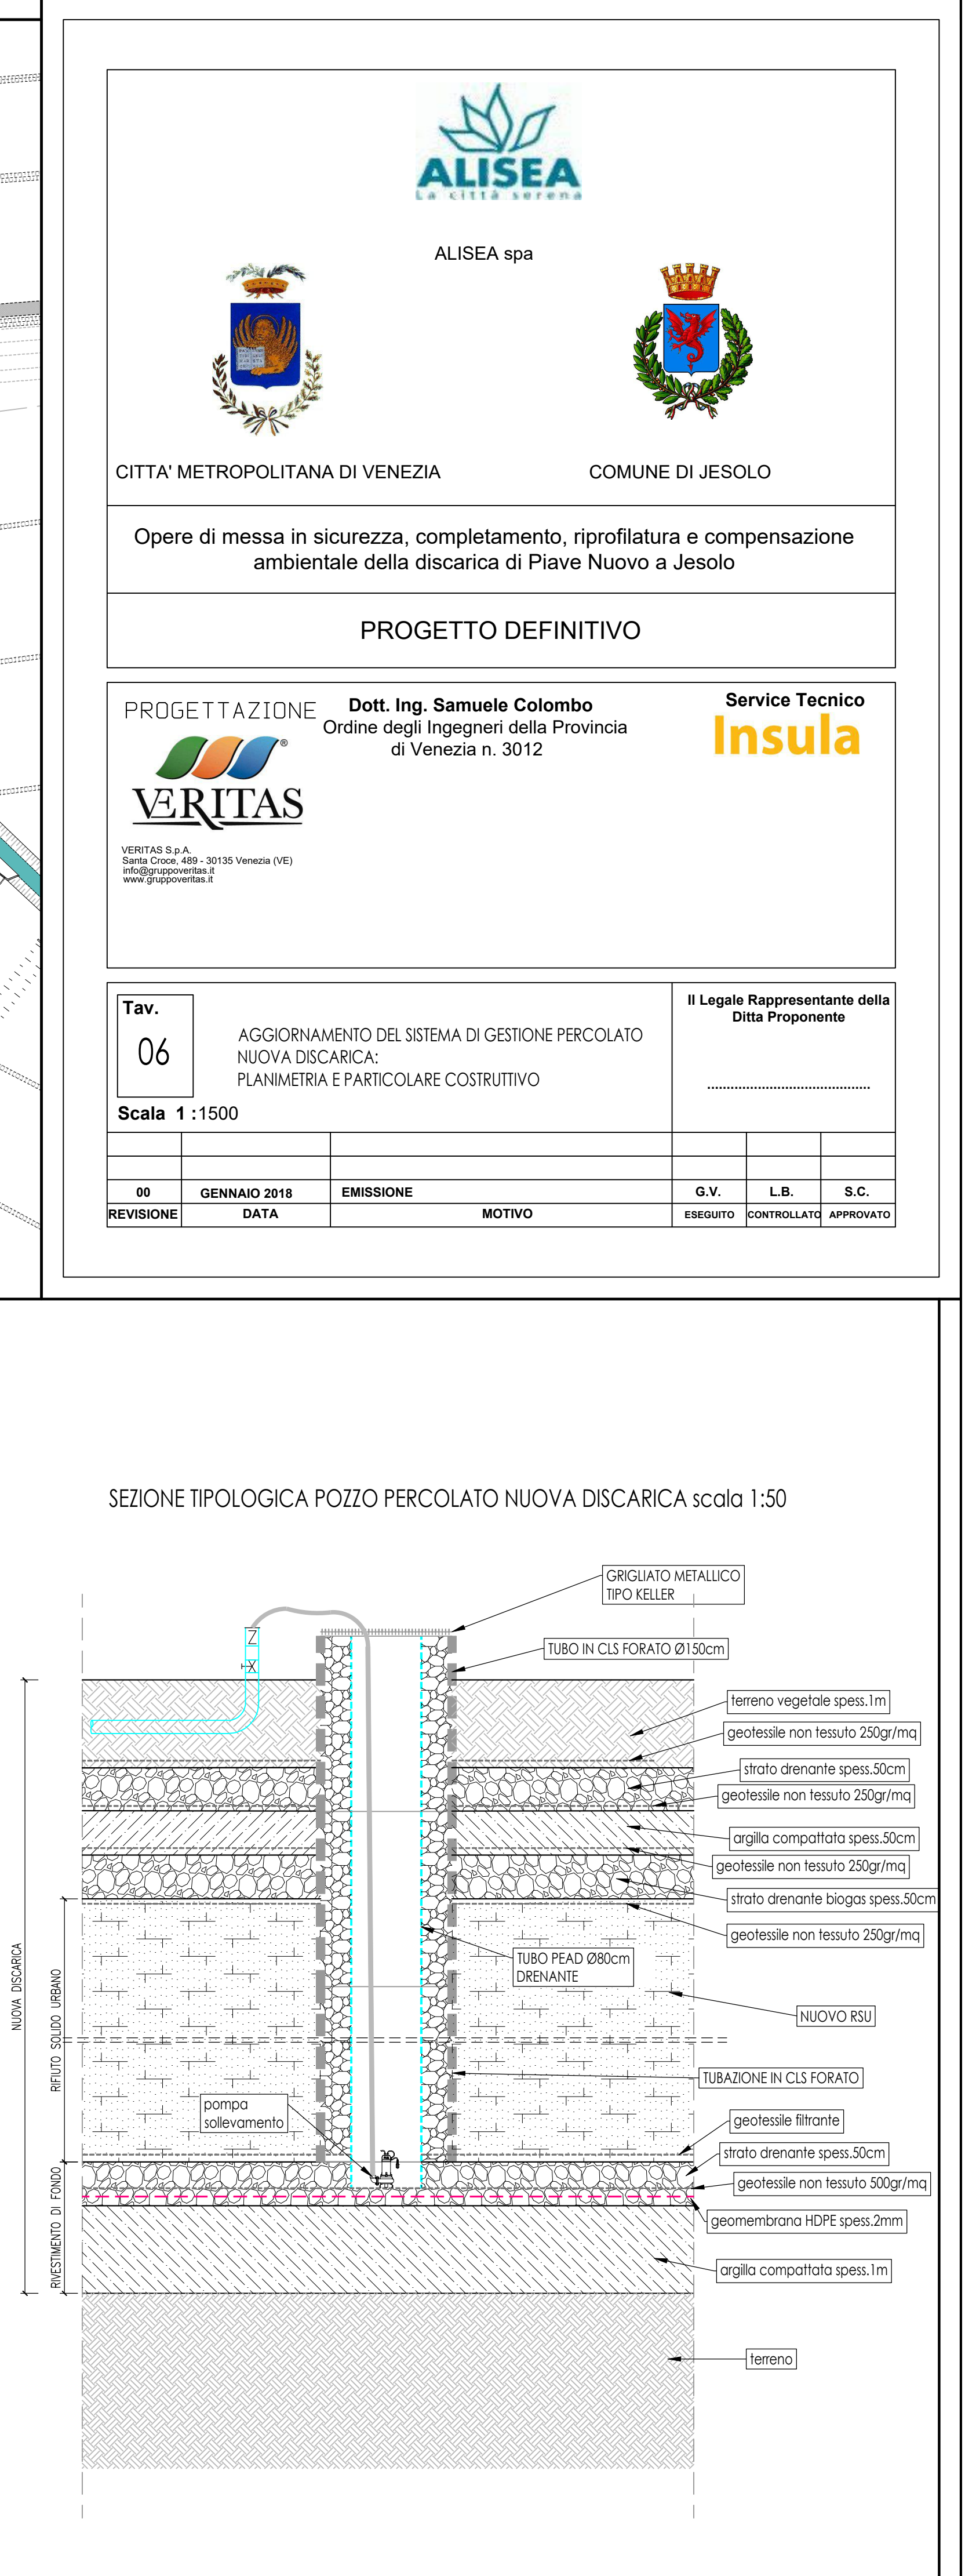 ALISEA
La città serena
ALISEA spa
CITTA' METROPOLITANA DI VENEZIA
COMUNE DI JESOLO
Opere di messa in sicurezza, completamento, riprofilatura e compensazione
ambientale della discarica di Piave Nuovo a Jesolo
PROGETTO DEFINITIVO
PROGETTAZIONE
VERITAS
®
VERITAS S.p.A.
Santa Croce, 489 - 30135 Venezia (VE)
info@gruppoveritas.it
www.gruppoveritas.it
Dott. Ing. Samuele Colombo
Ordine degli Ingegneri della Provincia
di Venezia n. 3012
Service Tecnico
Insula
Tav.
06
Scala 1 :1500
AGGIORNAMENTO DEL SISTEMA DI GESTIONE PERCOLATO
NUOVA DISCARICA:
PLANIMETRIA E PARTICOLARE COSTRUTTIVO
Il Legale Rappresentante della
Ditta Proponente
..........................................
00 GENNAIO 2018 EMISSIONE G.V. L.B. S.C.
REVISIONE DATA MOTIVO ESEGUITO CONTROLLATO APPROVATO
SEZIONE TIPOLOGICA POZZO PERCOLATO NUOVA DISCARICA scala 1:50
GRIGLIATO METALLICO
TIPO KELLER
TUBO IN CLS FORATO Ø150cm
terreno vegetale spess.1m
geotessile non tessuto 250gr/mq
strato drenante spess.50cm
geotessile non tessuto 250gr/mq
argilla compattata spess.50cm
geotessile non tessuto 250gr/mq
strato drenante biogas spess.50cm
geotessile non tessuto 250gr/mq
TUBO PEAD Ø80cm
DRENANTE
NUOVO RSU
TUBAZIONE IN CLS FORATO
pompa
sollevamento
geotessile filtrante
strato drenante spess.50cm
geotessile non tessuto 500gr/mq
geomembrana HDPE spess.2mm
argilla compattata spess.1m
terreno
NUOVA DISCARICA
RIFIUTO SOLIDO URBANO
RIVESTIMENTO DI FONDO